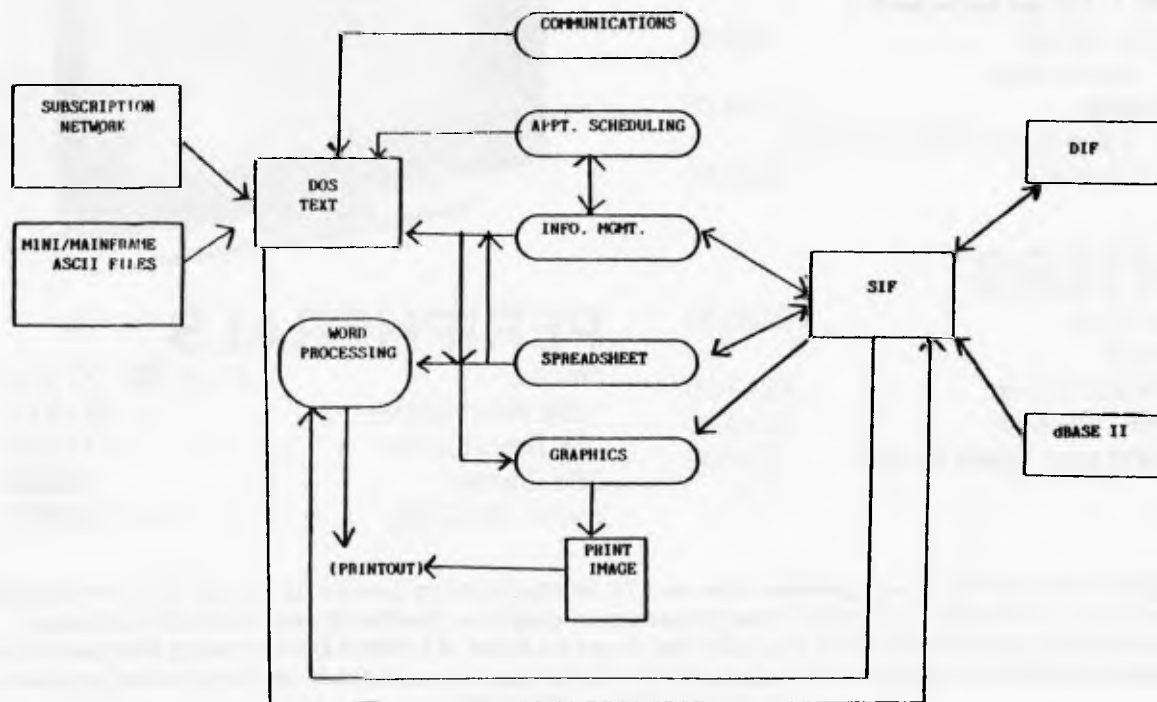 COMMUNICATIONS
SUBSCRIPTION
NETWORK
APPT. SCHEDULING
DIF
DOS
TEXT
MINI/MAINFRAME
ASCII FILES
INFO. MGMT.
SIF
WORD
PROCESSING
SPREADSHEET
GRAPHICS
dBASE II
PRINT
IMAGE
(PRINTOUT)